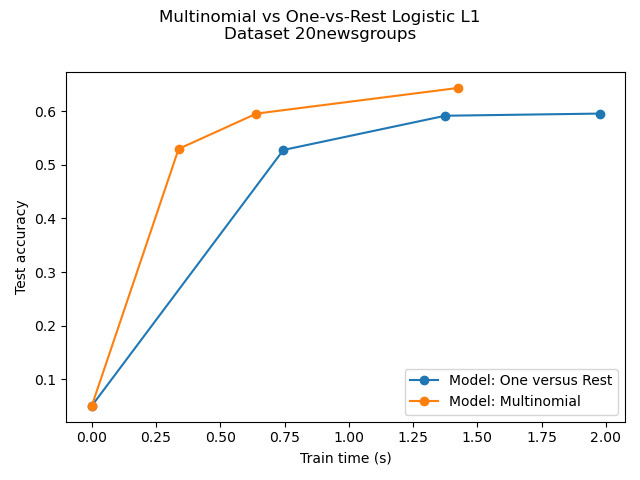 Multinomial vs One-vs-Rest Logistic L1
Dataset 20newsgroups
Test accuracy
0.6
0.5
0.4
0.3
0.2
0.1
Model: One versus Rest
Model: Multinomial
0.00 0.25 0.50 0.75 1.00 1.25 1.50 1.75 2.00
Train time (s)